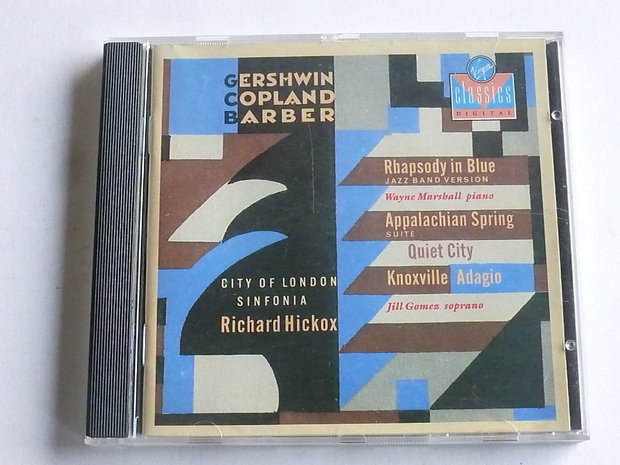 GERSHWIN
COPLAND
BARBER
Virgin
classics
DIGITAL
Rhapsody in Blue
JAZZ BAND VERSION
Wayne Marshall piano
Appalachian Spring
SUITE
Quiet City
Knoxville Adagio
Jill Gomez soprano
CITY OF LONDON
SINFONIA
Richard Hickox